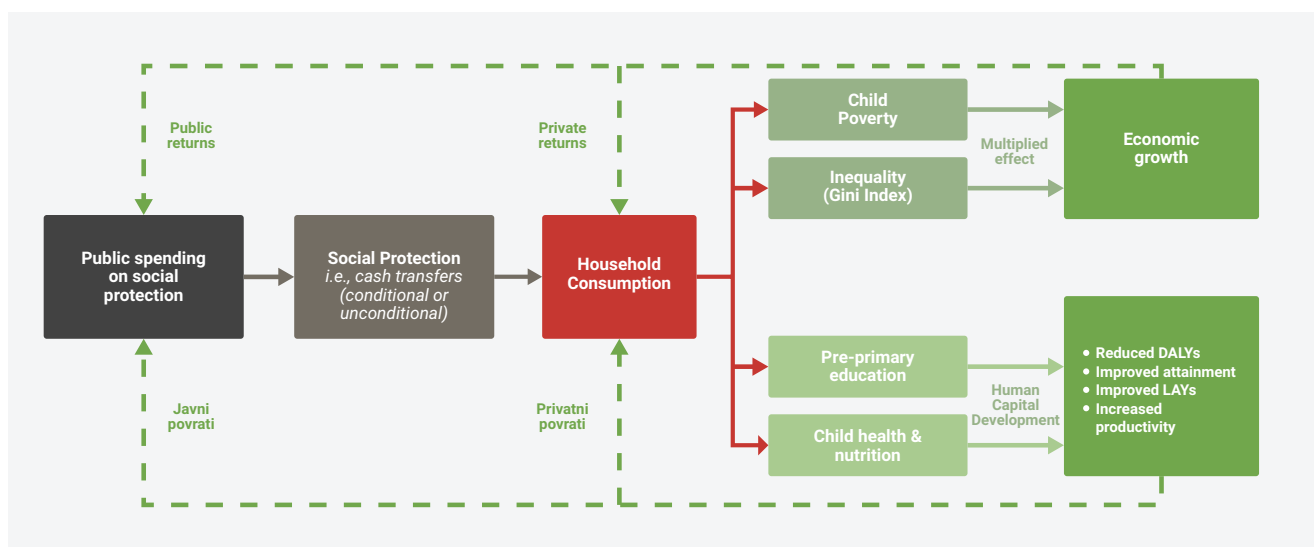 Public
returns
Private
returns
Child
Poverty
Inequality
(Gini Index)
Multiplied
effect
Economic
growth
Public spending
on social
protection
Social Protection
i.e., cash transfers
(conditional or
unconditional)
Household
Consumption
Javni
povrati
Privatni
povrati
Pre-primary
education
Child health &
nutrition
Human
Capital
Development
• Reduced DALYs
• Improved attainment
• Improved LAYs
• Increased
productivity